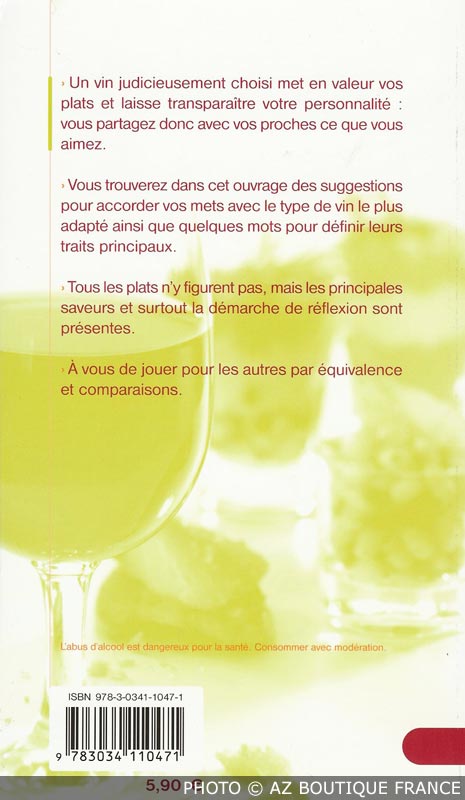 › Un vin judicieusement choisi met en valeur vos
plats et laisse transparaître votre personnalité :
vous partagez donc avec vos proches ce que vous
aimez.
› Vous trouverez dans cet ouvrage des suggestions
pour accorder vos mets avec le type de vin le plus
adapté ainsi que quelques mots pour définir leurs
traits principaux.
› Tous les plats n’y figurent pas, mais les principales
saveurs et surtout la démarche de réflexion sont
présentes.
› À vous de jouer pour les autres par équivalence
et comparaisons.
L’abus d’alcool est dangereux pour la santé. Consommer avec modération.
ISBN 978-3-0341-1047-1
9 783034 110471
5,90 €
PHOTO © AZ BOUTIQUE FRANCE